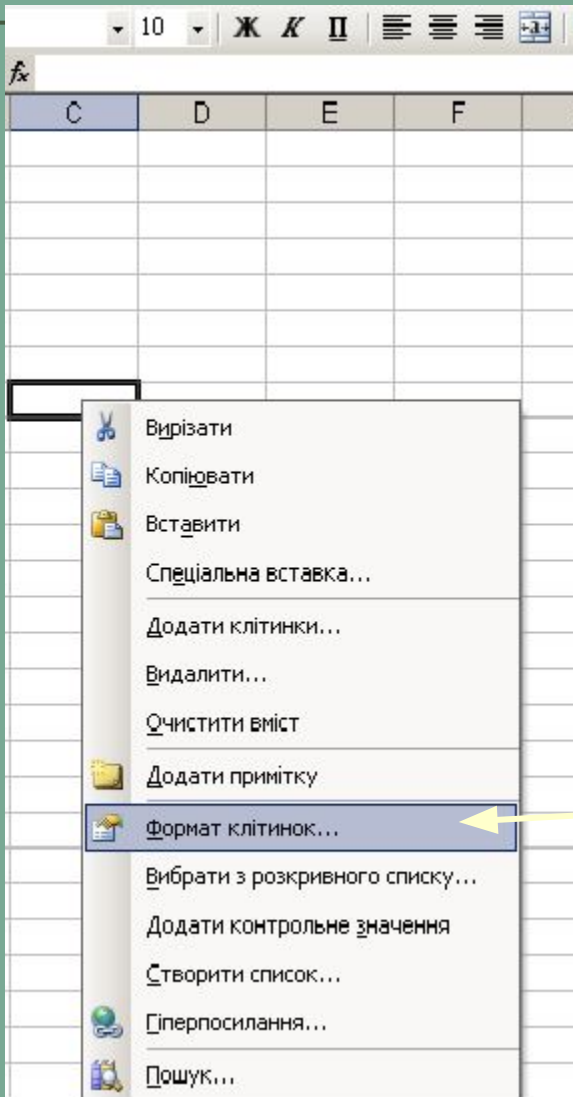 10 Ж К П
fx
C D E F
Вирізати
Копіювати
Вставити
Спеціальна вставка...
Додати клітинки...
Видалити...
Очистити вміст
Додати примітку
Формат клітинок...
Вибрати з розкривного списку...
Додати контрольне значення
Створити список...
Гіперпосилання...
Пошук...